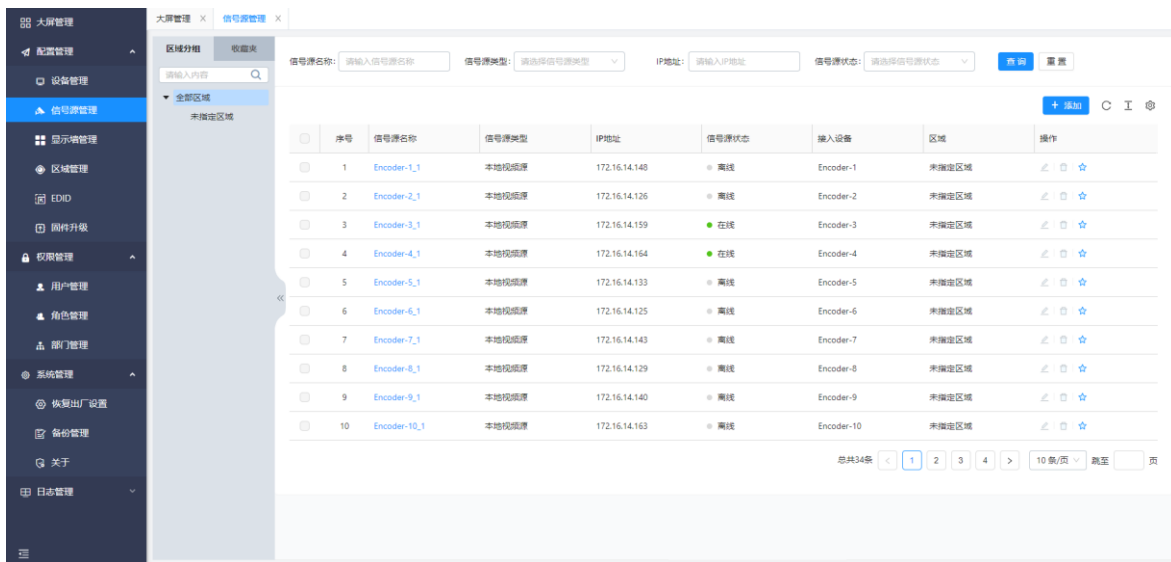 大屏管理
配置管理
设备管理
信号源管理
显示墙管理
区域管理
EDID
固件升级
权限管理
用户管理
角色管理
部门管理
系统管理
恢复出厂设置
备份管理
关于
日志管理
大屏管理 × 信号源管理 ×
区域分组 收藏夹
请输入内容
全部区域
未指定区域
信号源名称: 请输入信号源名称 信号源类型: 请选择信号源类型 IP地址: 请输入IP地址 信号源状态: 请选择信号源状态 查询 重置
+ 添加
序号 信号源名称 信号源类型 IP地址 信号源状态 接入设备 区域 操作
1 Encoder-1_1 本地视频源 172.16.14.148 离线 Encoder-1 未指定区域
2 Encoder-2_1 本地视频源 172.16.14.126 离线 Encoder-2 未指定区域
3 Encoder-3_1 本地视频源 172.16.14.159 在线 Encoder-3 未指定区域
4 Encoder-4_1 本地视频源 172.16.14.164 在线 Encoder-4 未指定区域
5 Encoder-5_1 本地视频源 172.16.14.133 离线 Encoder-5 未指定区域
6 Encoder-6_1 本地视频源 172.16.14.125 离线 Encoder-6 未指定区域
7 Encoder-7_1 本地视频源 172.16.14.143 离线 Encoder-7 未指定区域
8 Encoder-8_1 本地视频源 172.16.14.129 离线 Encoder-8 未指定区域
9 Encoder-9_1 本地视频源 172.16.14.140 离线 Encoder-9 未指定区域
10 Encoder-10_1 本地视频源 172.16.14.163 离线 Encoder-10 未指定区域
总共34条 < 1 2 3 4 > 10 条/页 跳至 页